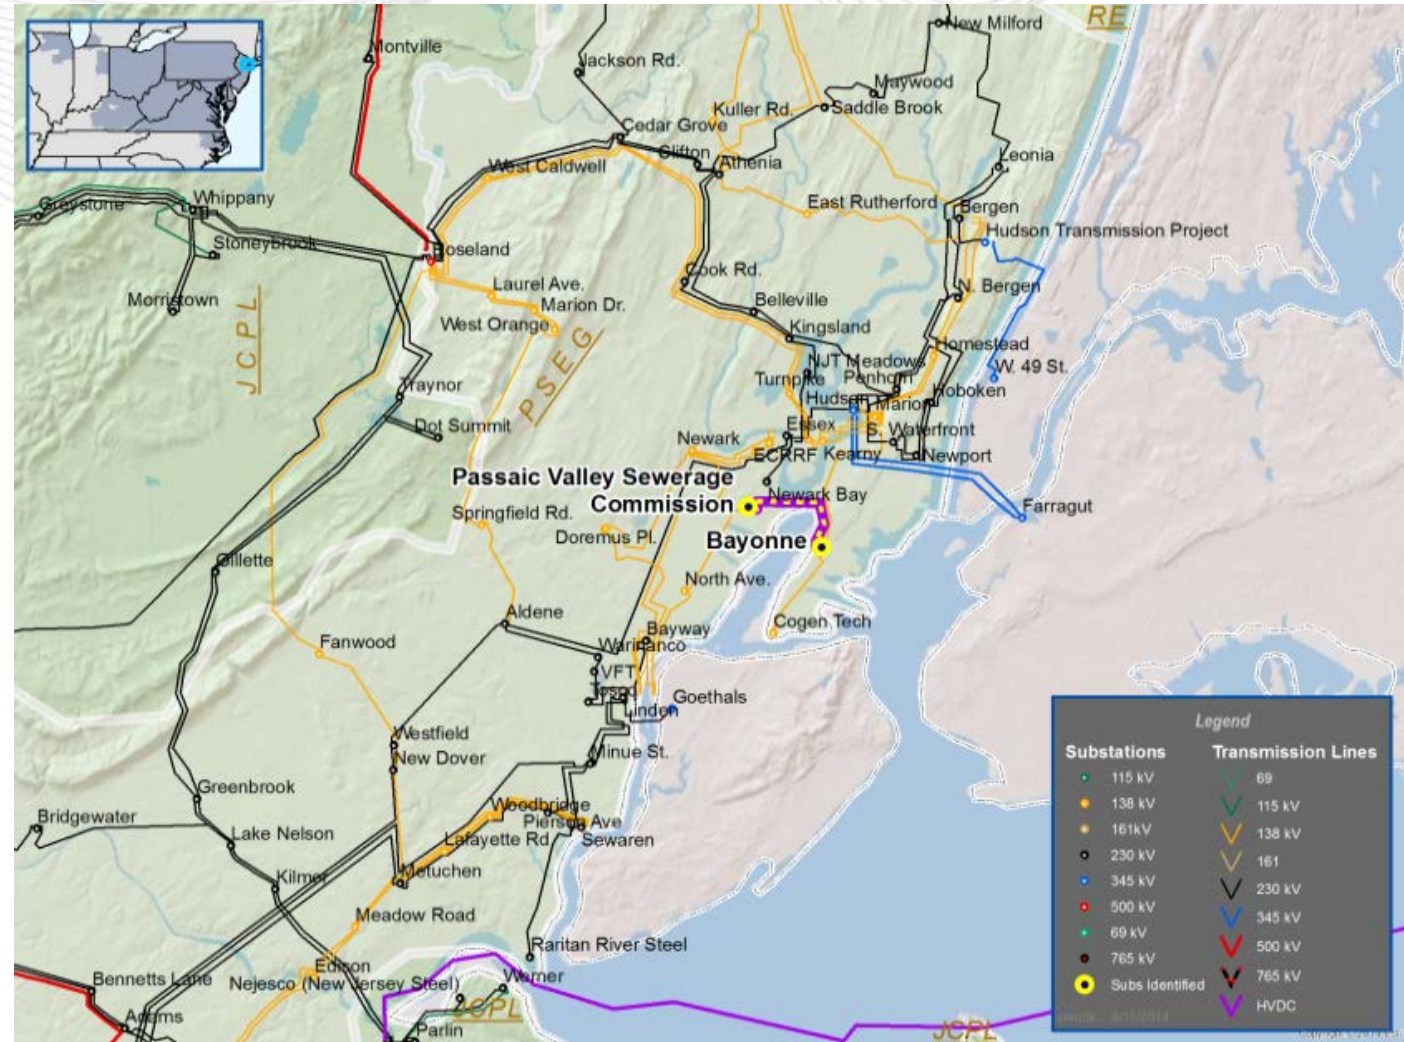 RE
New Milford
Montville
Jackson Rd.
Maywood
Kuller Rd.
Saddle Brook
Cedar Grove
Clifton
Athenia
West Caldwell
Leonia
Greystone
Whippany
East Rutherford
Bergen
Stoneybrook
Roseland
Hudson Transmission Project
Cook Rd.
Laurel Ave.
N. Bergen
Morristown
Marion Dr.
Belleville
West Orange
Kingsland
JCPL
PSEG
Homestead
NJT Meadows
W. 49 St.
Traynor
Turnpike
Penhorn
Hoboken
Hudson
Marion
Dot Summit
Essex
S. Waterfront
Newark
ECRRF
Kearny
Newport
Passaic Valley Sewerage
Commission
Newark Bay
Farragut
Springfield Rd.
Doremus Pl.
Bayonne
Gillette
North Ave.
Aldene
Cogen Tech
Bayway
Fanwood
Warinanco
VFT
Tosco
Goethals
Linden
Westfield
New Dover
Minue St.
Greenbrook
Woodbridge
Bridgewater
Pierson Ave
Lake Nelson
Lafayette Rd.
Sewaren
Kilmer
Metuchen
Meadow Road
Raritan River Steel
Edison
Bennetts Lane
Nejesco (New Jersey Steel)
Werner
JCPL
Adams
Parlin
JCPL
Legend
Substations
115 kV
138 kV
161kV
230 kV
345 kV
500 kV
69 kV
765 kV
Subs Identified
Transmission Lines
69
115 kV
138 kV
161
230 kV
345 kV
500 kV
765 kV
HVDC